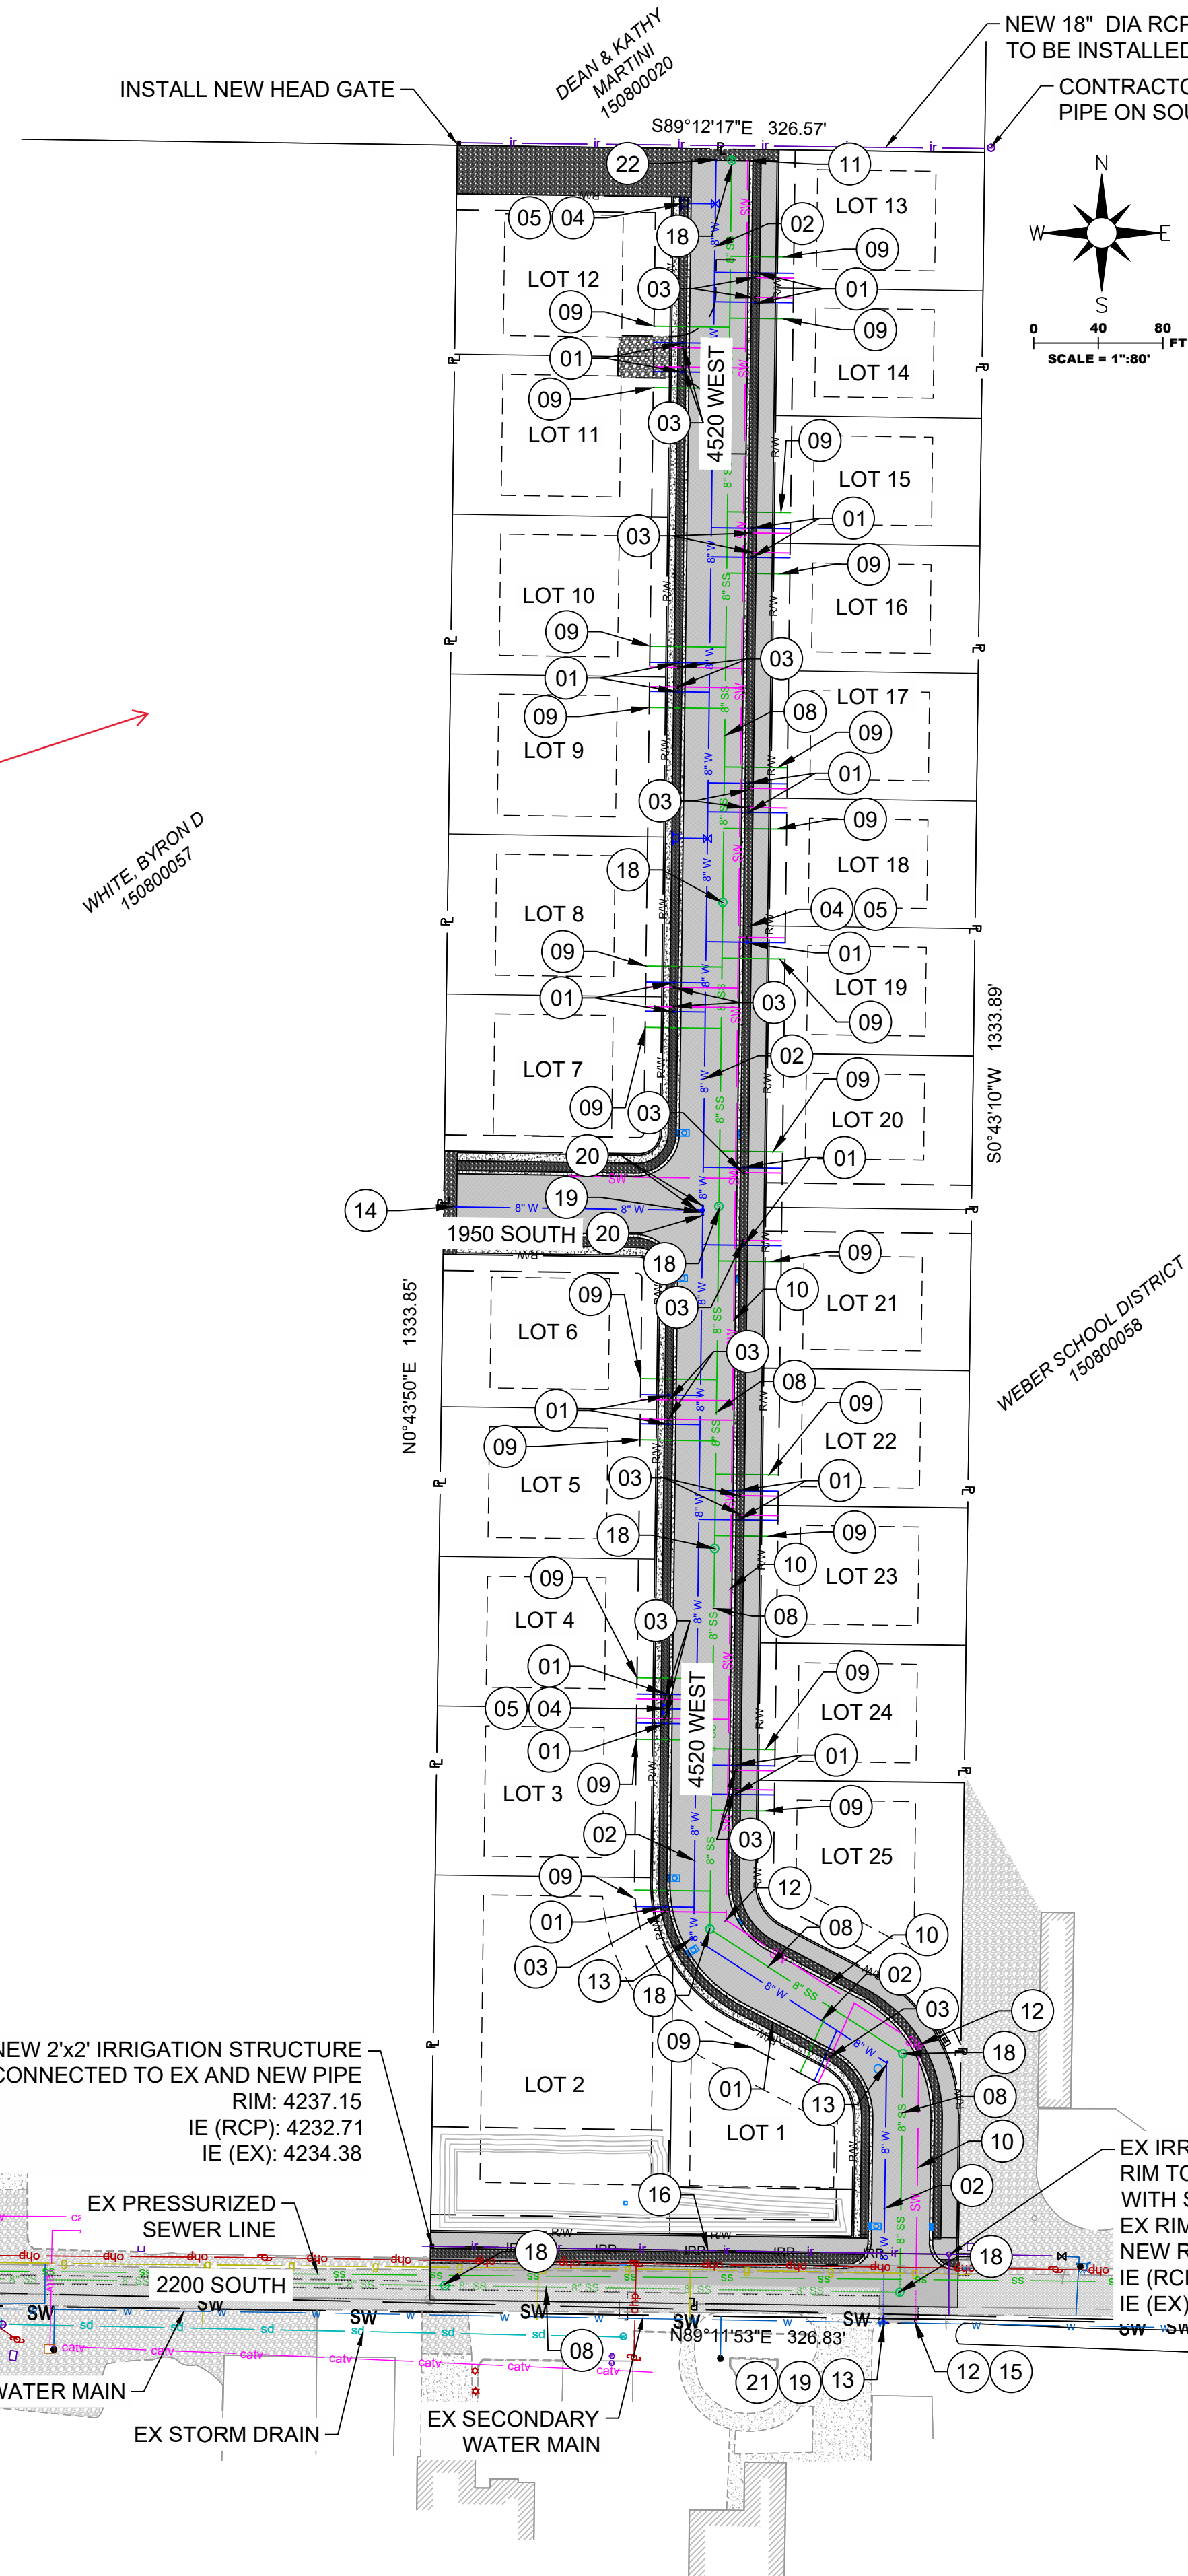 NEW 18" DIA RCP
TO BE INSTALLED
DEAN & KATHY
MARTINI
150800020
INSTALL NEW HEAD GATE
CONTRACTO
PIPE ON SOU
S89°12'17"E 326.57'
22
11
N
W E
S
0 40 80
FT
SCALE = 1":80'
LOT 13
05 04
18
02
09
LOT 12
03
01
09
09
01
LOT 14
09
03
LOT 11
4520 WEST
09
LOT 15
01
03
09
LOT 10
LOT 16
09
03
01
LOT 17
09
08
09
LOT 9
01
03
09
WHITE, BYRON D
150800057
LOT 18
18
04 05
LOT 8
09
01
LOT 19
01
03
09
S0°43'10"W 1333.89'
02
LOT 7
09
09
03
LOT 20
20
01
19
14
1950 SOUTH
20
18
09
N0°43'50"E 1333.85'
09
10
LOT 21
03
LOT 6
WEBER SCHOOL DISTRICT
150800058
03
08
01
09
09
LOT 22
LOT 5
03
01
18
09
09
10
LOT 23
LOT 4
08
03
01
09
05 04
4520 WEST
LOT 24
01
01
09
LOT 3
09
02
03
LOT 25
09
12
01
08
10
03
13
02
18
03
12
NEW 2'x2' IRRIGATION STRUCTURE
CONNECTED TO EX AND NEW PIPE
RIM: 4237.15
IE (RCP): 4232.71
IE (EX): 4234.38
09
18
LOT 2
01
13
08
LOT 1
10
EX IRR
RIM TO
WITH S
EX RIM
NEW R
IE (RCP
IE (EX)
16
02
EX PRESSURIZED
SEWER LINE
18
18
2200 SOUTH
N89°11'53"E 326.83'
08
21 19 13
12 15
WATER MAIN
EX STORM DRAIN
EX SECONDARY
WATER MAIN